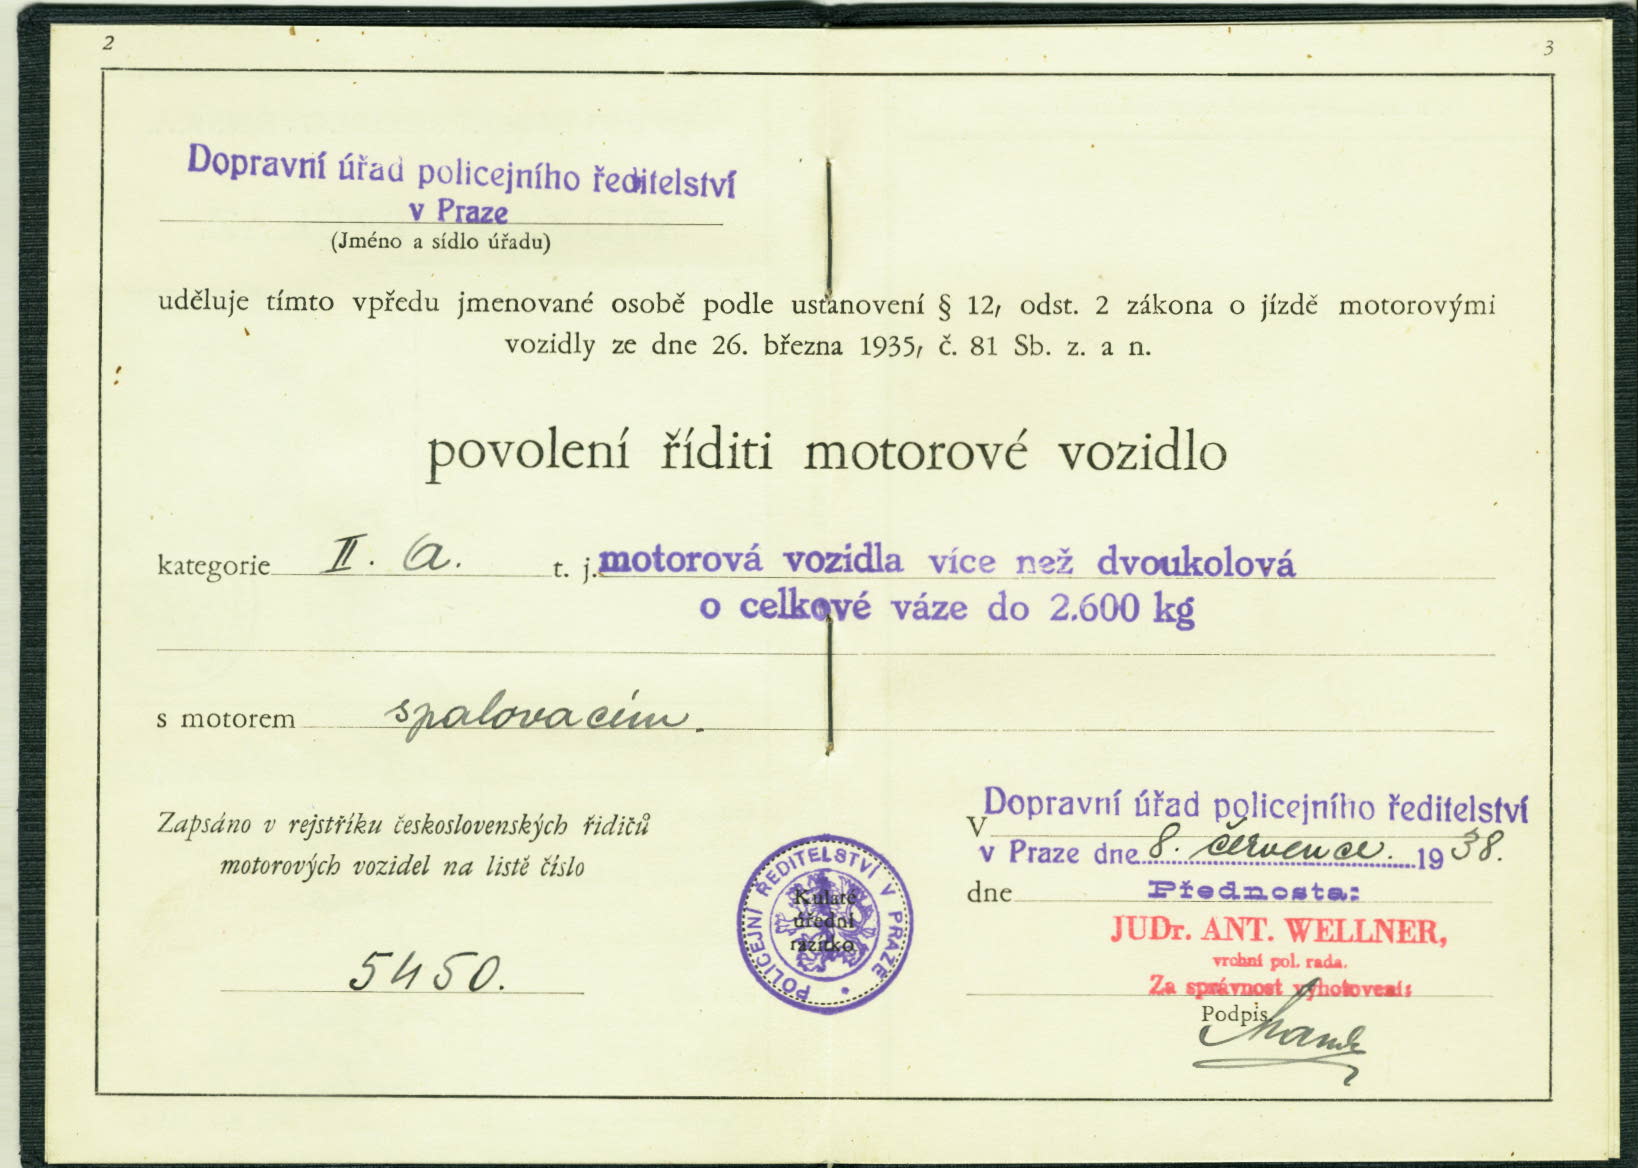 2
3
Dopravní úřad policejního ředitelství
v Praze
(Jméno a sídlo úřadu)
uděluje tímto vpředu jmenované osobě podle ustanovení § 12, odst. 2 zákona o jízdě motorovými
vozidly ze dne 26. března 1935, č. 81 Sb. z. a n.
povolení říditi motorové vozidlo
kategorie II. a. t. j. motorová vozidla více než dvoukolová
o celkové váze do 2.600 kg
s motorem spalovacím.
Zapsáno v rejstříku československých řidičů
motorových vozidel na listě číslo
5450.
POLICEJNÍ ŘEDITELSTVÍ V PRAZE
Kulaté
úřední
razítko
Dopravní úřad policejního ředitelství
V
v Praze dne 8. července. 1938.
dne
Přednosta:
JUDr. ANT. WELLNER,
vrchní pol. rada.
Za správnost vyhotovení:
Podpis